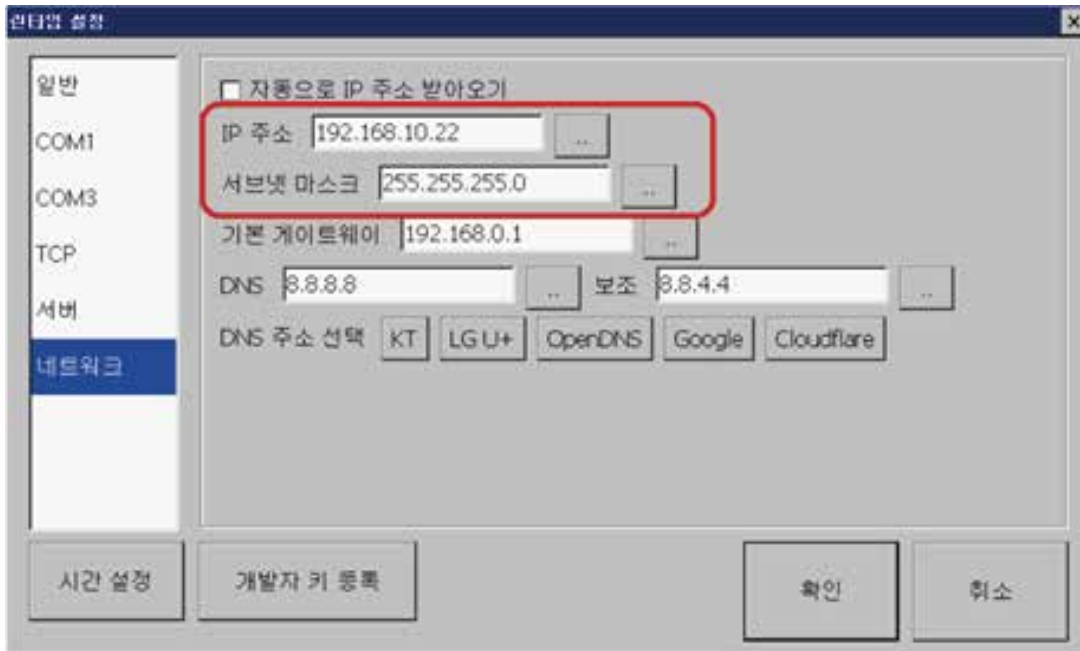 런타임 설정
일반
COM1
COM3
TCP
서버
네트워크
자동으로 IP 주소 받아오기
IP 주소 192.168.10.22 ..
서브넷 마스크 255.255.255.0 ..
기본 게이트웨이 192.168.0.1 ..
DNS 8.8.8.8 .. 보조 8.8.4.4 ..
DNS 주소 선택 KT LG U+ OpenDNS Google Cloudflare
시간 설정 개발자 키 등록 확인 취소